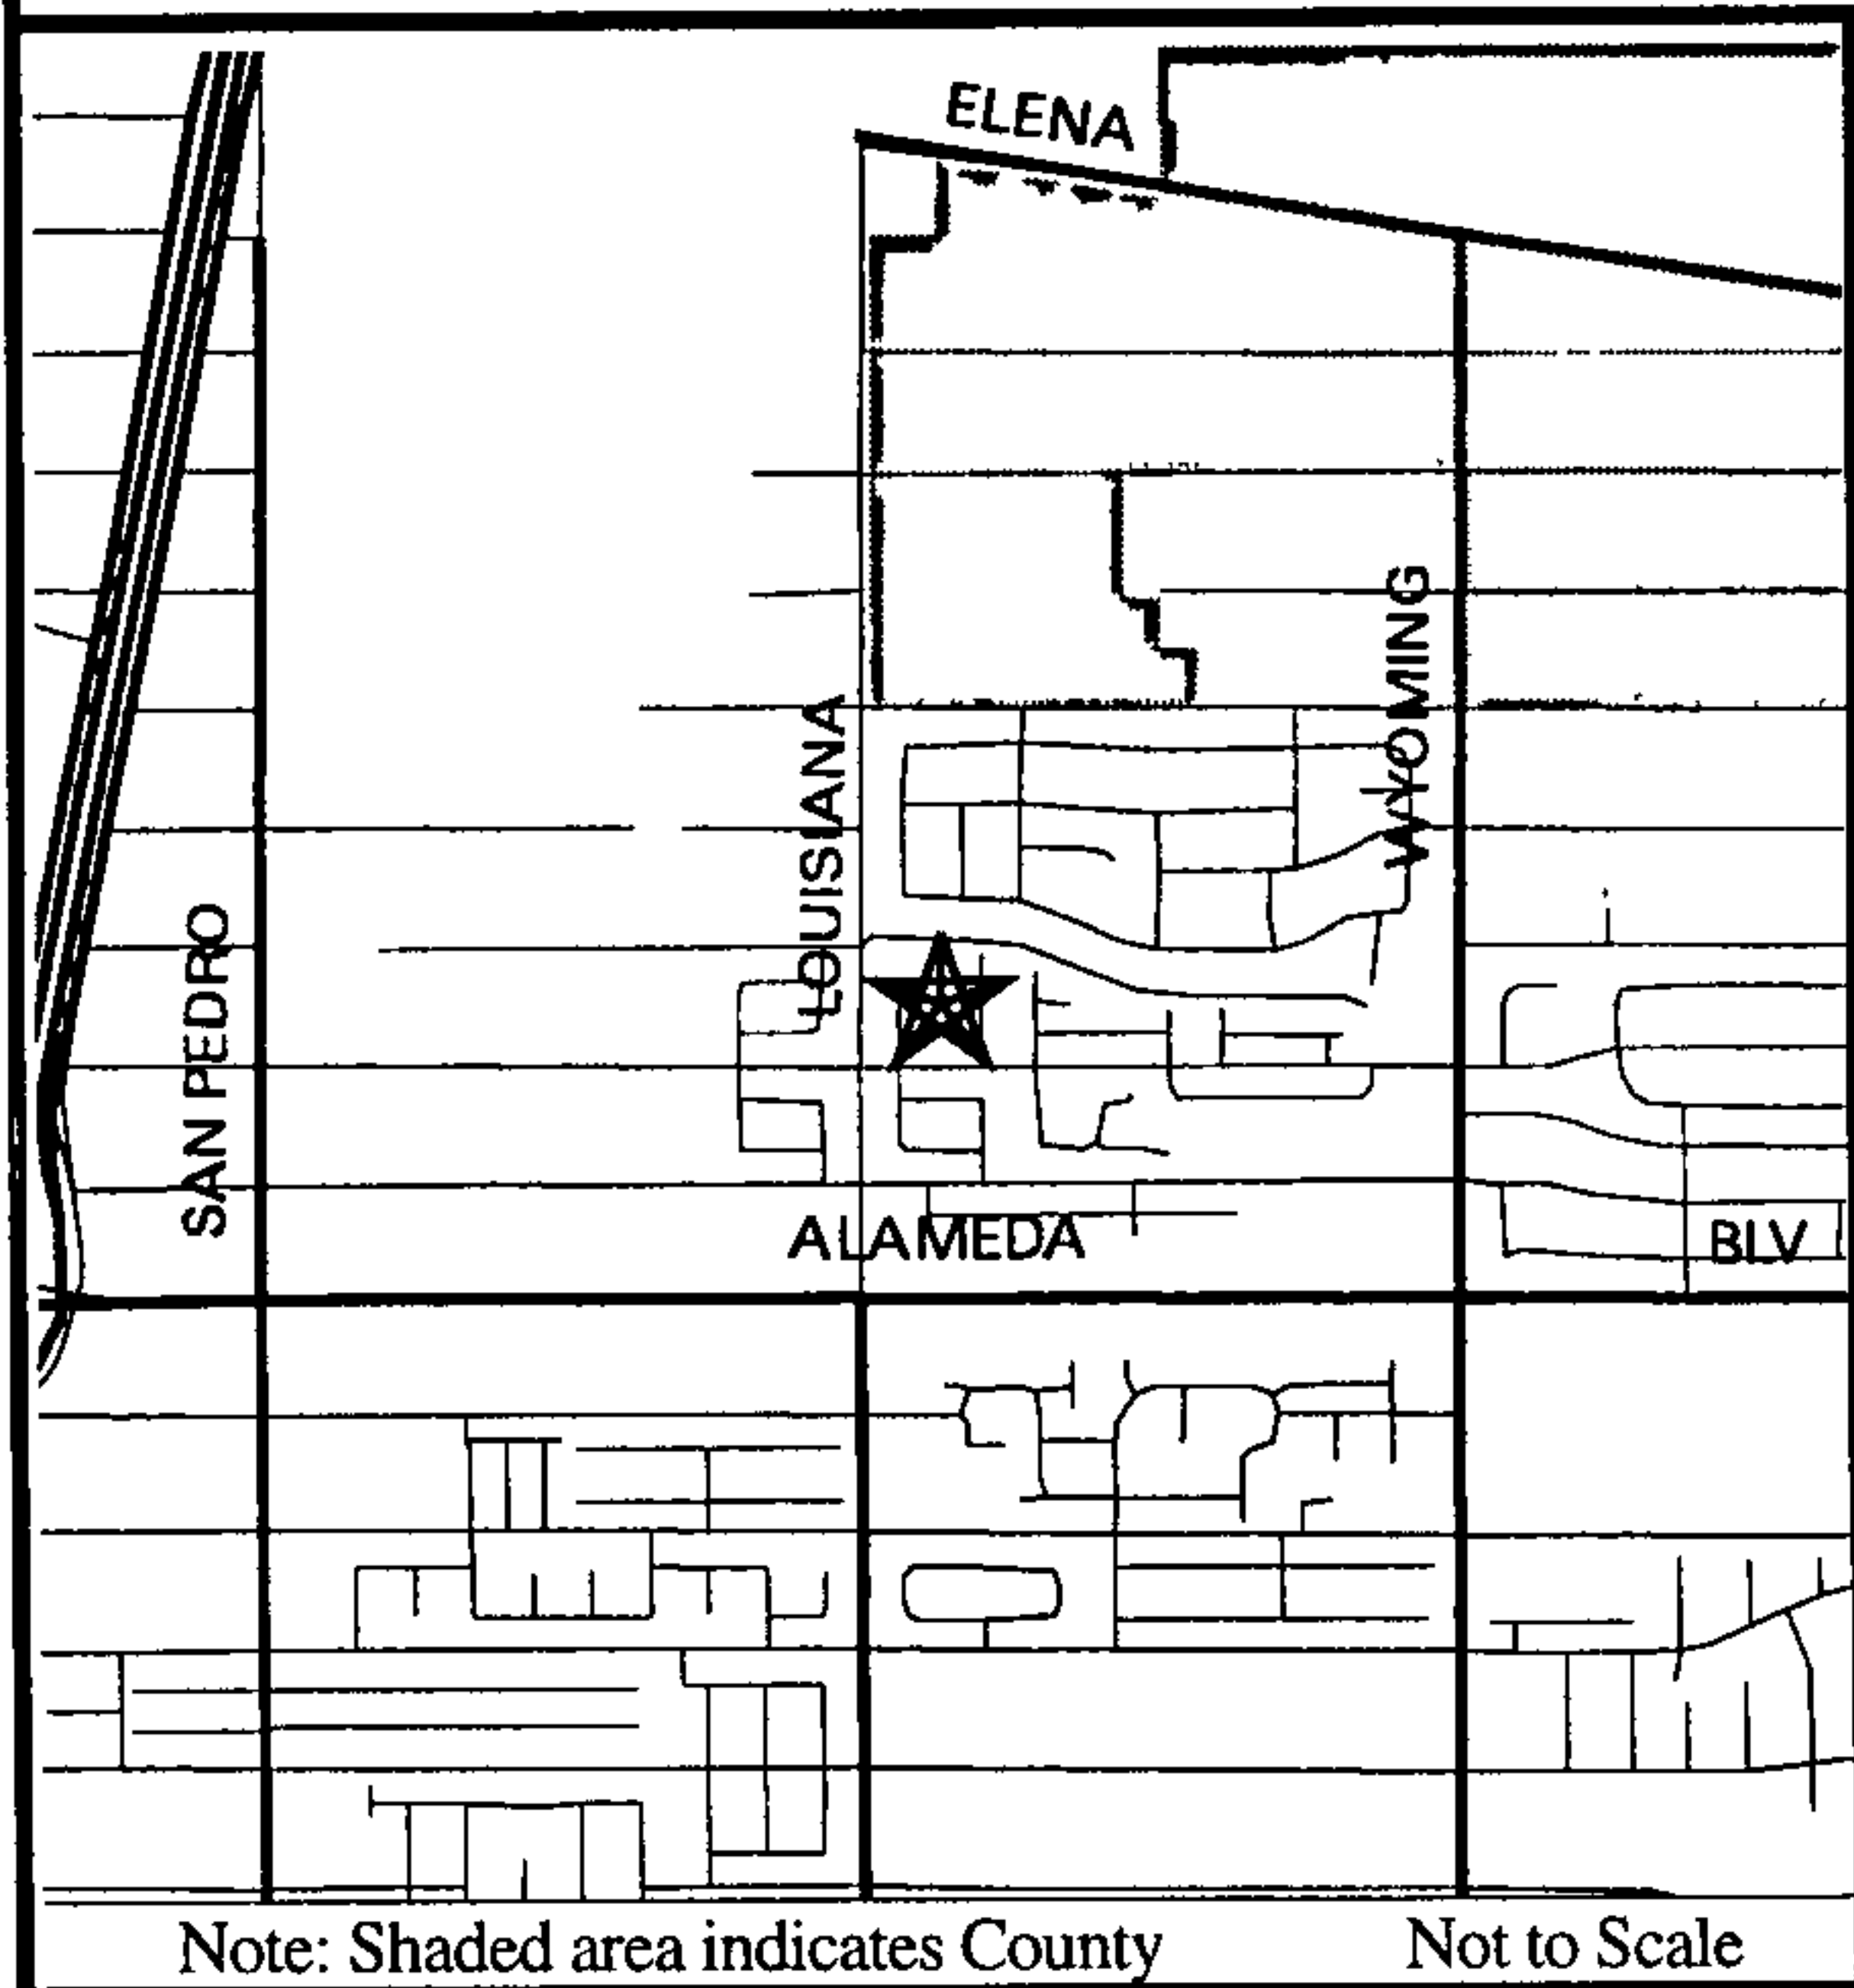 ELENA
WYOMING
LOUISIANA
SAN PEDRO
ALAMEDA BLV
Note: Shaded area indicates County
Not to Scale